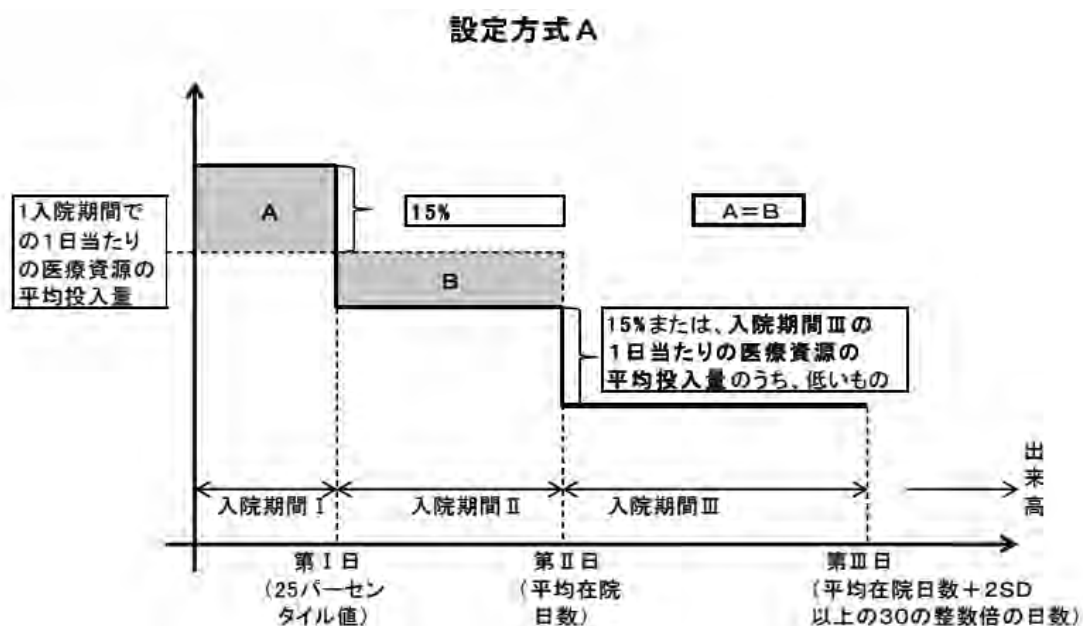 設定方式A
1入院期間で
の1日当たり
の医療資源の
平均投入量
A
15%
A=B
B
15%または、入院期間Ⅲの
1日当たりの医療資源の
平均投入量のうち、低いもの
出来高
入院期間Ⅰ
入院期間Ⅱ
入院期間Ⅲ
第Ⅰ日
(25パーセン
タイル値)
第Ⅱ日
(平均在院
日数)
第Ⅲ日
(平均在院日数+2SD
以上の30の整数倍の日数)